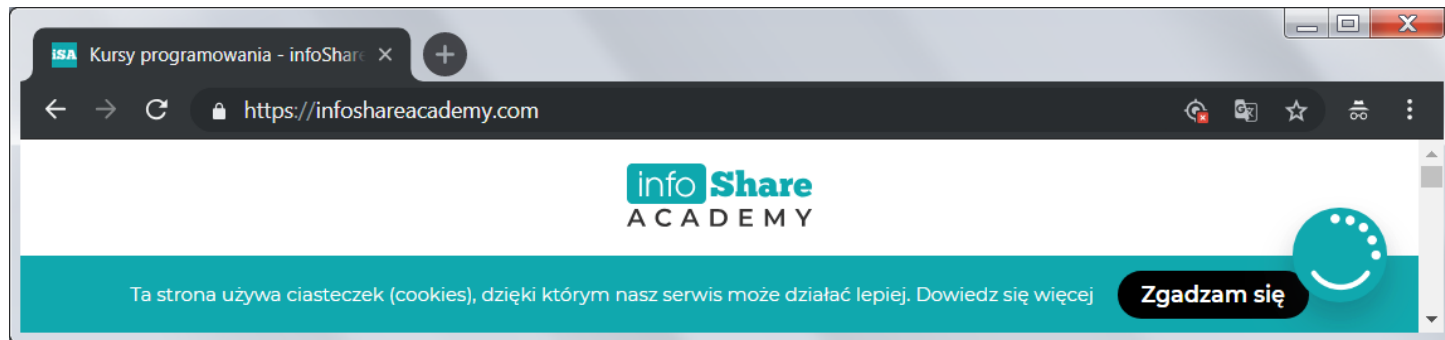 iSA Kursy programowania - infoShare
https://infoshareacademy.com
info Share
ACADEMY
Ta strona używa ciasteczek (cookies), dzięki którym nasz serwis może działać lepiej. Dowiedz się więcej Zgadzam się